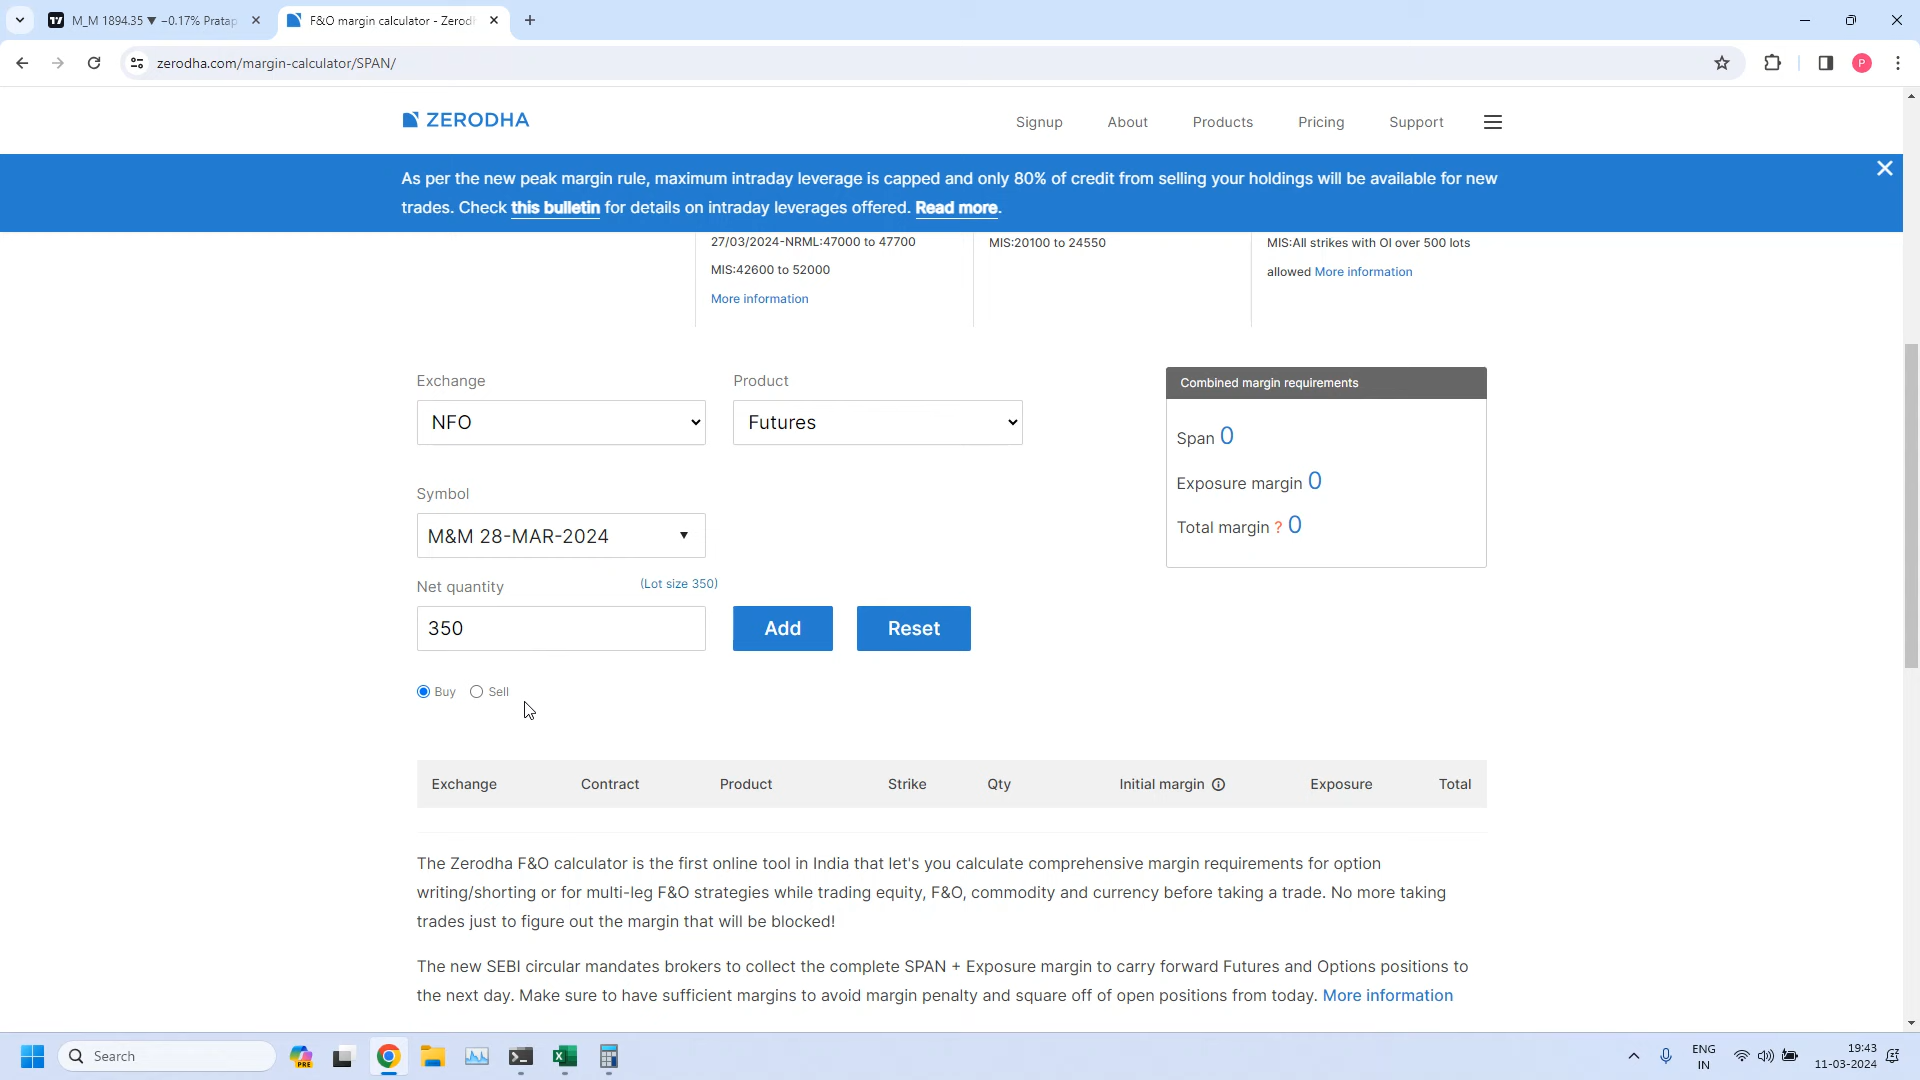 M_M 1894.35 ▼ −0.17% Pratap
F&O margin calculator - Zerodh
zerodha.com/margin-calculator/SPAN/
P
ZERODHA
Signup About Products Pricing Support
As per the new peak margin rule, maximum intraday leverage is capped and only 80% of credit from selling your holdings will be available for new
trades. Check this bulletin for details on intraday leverages offered. Read more.
27/03/2024-NRML:47000 to 47700
MIS:42600 to 52000
More information
MIS:20100 to 24550
MIS:All strikes with OI over 500 lots
allowed More information
Exchange Product
NFO Futures
Combined margin requirements
Span 0
Exposure margin 0
Total margin ? 0
Symbol
M&M 28-MAR-2024
Net quantity (Lot size 350)
350 Add Reset
Buy Sell
Exchange Contract Product Strike Qty Initial margin Exposure Total
The Zerodha F&O calculator is the first online tool in India that let's you calculate comprehensive margin requirements for option
writing/shorting or for multi-leg F&O strategies while trading equity, F&O, commodity and currency before taking a trade. No more taking
trades just to figure out the margin that will be blocked!
The new SEBI circular mandates brokers to collect the complete SPAN + Exposure margin to carry forward Futures and Options positions to
the next day. Make sure to have sufficient margins to avoid margin penalty and square off of open positions from today. More information
Search
PRE
ENG
IN
19:43
11-03-2024